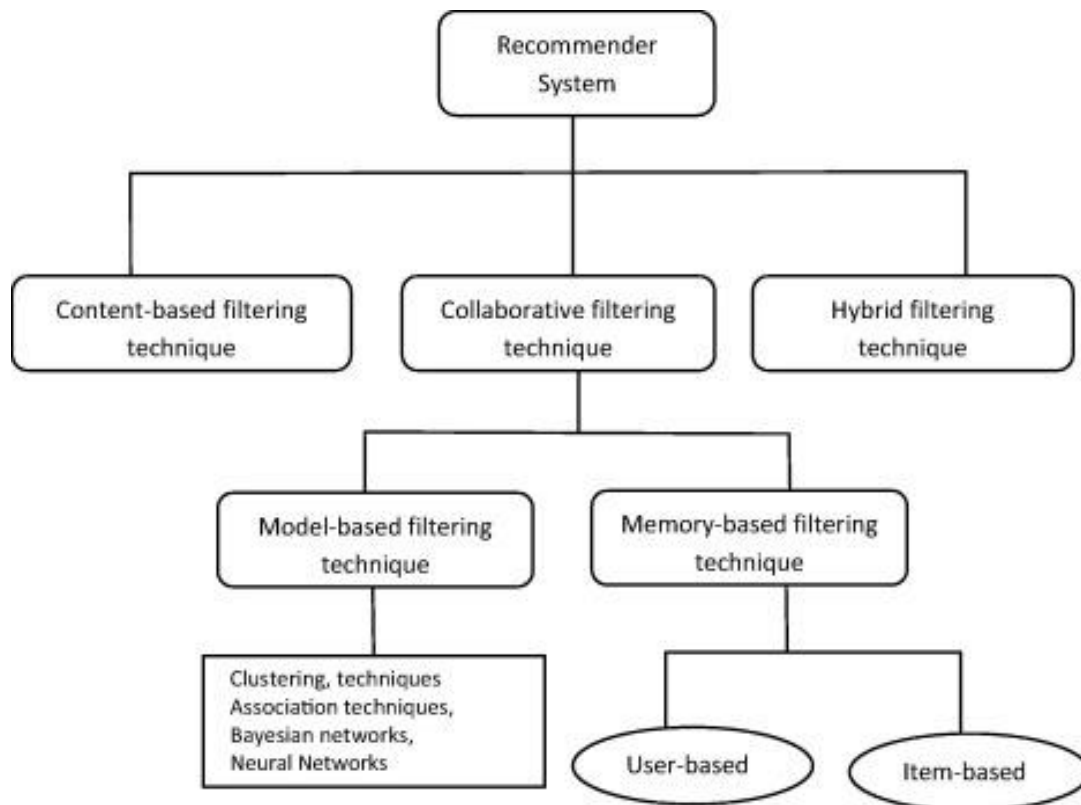 Recommender
System
Content-based filtering
technique
Collaborative filtering
technique
Hybrid filtering
technique
Model-based filtering
technique
Memory-based filtering
technique
Clustering, techniques
Association techniques,
Bayesian networks,
Neural Networks
User-based
Item-based